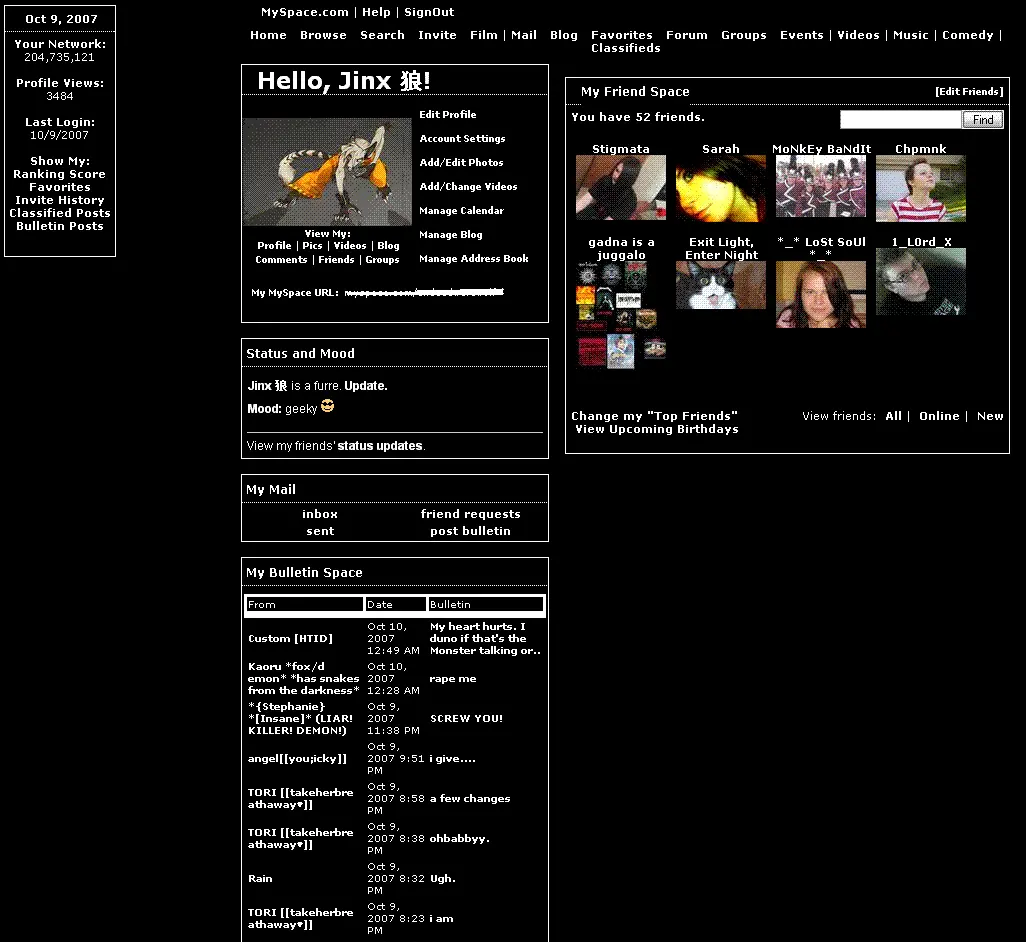 Oct 9, 2007
Your Network:
204,735,121
Profile Views:
3484
Last Login:
10/9/2007
Show My:
Ranking Score
Favorites
Invite History
Classified Posts
Bulletin Posts
MySpace.com | Help | SignOut
Home Browse Search Invite Film | Mail Blog Favorites Forum Groups Events | Videos | Music | Comedy |
Classifieds
Hello, Jinx 狼!
Edit Profile
Account Settings
Add/Edit Photos
Add/Change Videos
Manage Calendar
Manage Blog
Manage Address Book
View My:
Profile | Pics | Videos | Blog
Comments | Friends | Groups
My MySpace URL:
Status and Mood
Jinx 狼 is a furre. Update.
Mood: geeky
View my friends' status updates.
My Mail
inbox friend requests
sent post bulletin
My Bulletin Space
From Date Bulletin
Custom [HTID]
Oct 10,
2007
12:49 AM
My heart hurts. I
duno if that's the
Monster talking or..
Kaoru *fox/d
emon* *has snakes
from the darkness*
Oct 10,
2007
12:28 AM
rape me
*{Stephanie}
*[Insane]* (LIAR!
KILLER! DEMON!)
Oct 9,
2007
11:38 PM
SCREW YOU!
angel[[you;icky]]
Oct 9,
2007 9:51
PM
i give....
TORI [[takeherbre
athaway♥]]
Oct 9,
2007 8:58
PM
a few changes
TORI [[takeherbre
athaway♥]]
Oct 9,
2007 8:38
PM
ohbabbyy.
Rain
Oct 9,
2007 8:32
PM
Ugh.
TORI [[takeherbre
athaway♥]]
Oct 9,
2007 8:23
PM
i am
My Friend Space [Edit Friends]
You have 52 friends. Find
Stigmata Sarah MoNkEy BaNdIt Chpmnk
gadna is a
juggalo
Exit Light,
Enter Night
*_* LoSt SoUl
*_*
1_L0rd_X
Change my "Top Friends" View friends: All | Online | New
View Upcoming Birthdays